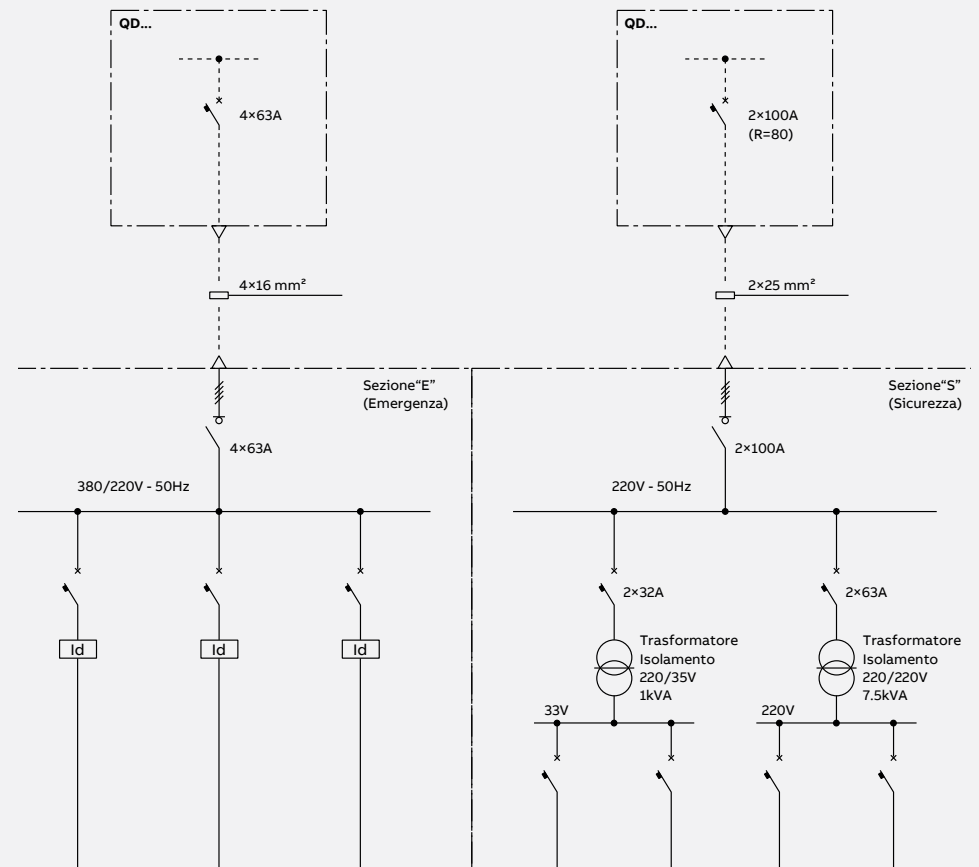 QD...
4×63A
QD...
2×100A
(R=80)
4×16 mm²
2×25 mm²
Sezione“E”
(Emergenza)
Sezione“S”
(Sicurezza)
4×63A
2×100A
380/220V - 50Hz
220V - 50Hz
2×32A
2×63A
Id
Id
Id
Trasformatore
Isolamento
220/35V
1kVA
Trasformatore
Isolamento
220/220V
7.5kVA
33V
220V